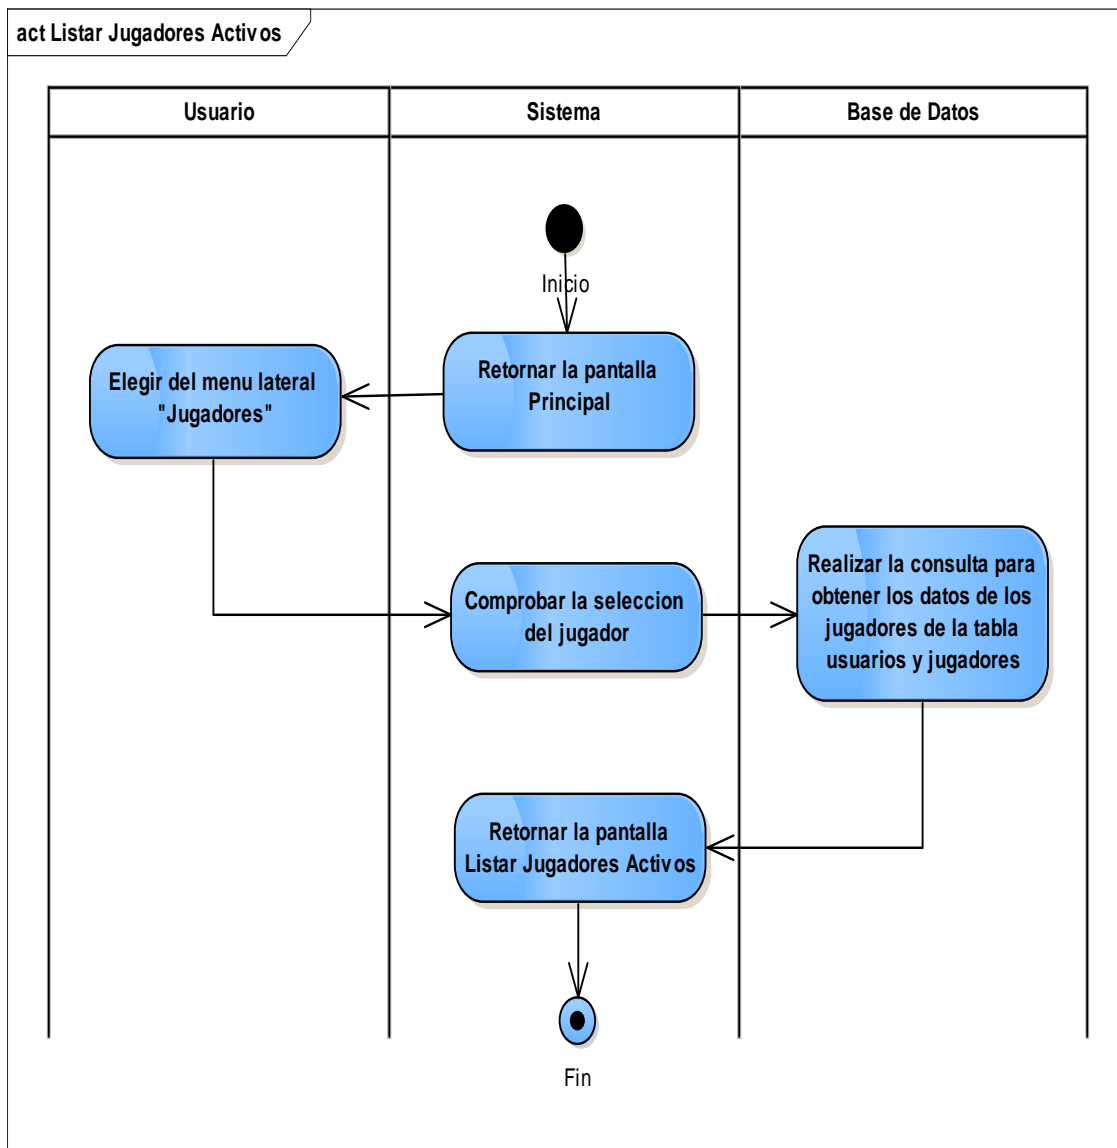 act Listar Jugadores Activos
Usuario
Sistema
Base de Datos
Inicio
Retornar la pantalla
Principal
Elegir del menu lateral
"Jugadores"
Comprobar la seleccion
del jugador
Realizar la consulta para
obtener los datos de los
jugadores de la tabla
usuarios y jugadores
Retornar la pantalla
Listar Jugadores Activos
Fin